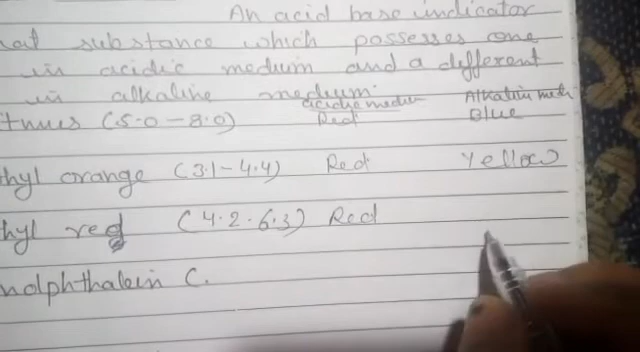 An acid base indicator
substance which possesses one
in acidic medium and a different
in alkaline medium.
acidic medium Alkaline medi
tmus (5.0-8.0) Red Blue
thyl orange (3.1-4.4) Red Yellow
hyl red (4.2-6.3) Red
nolphthalein C.